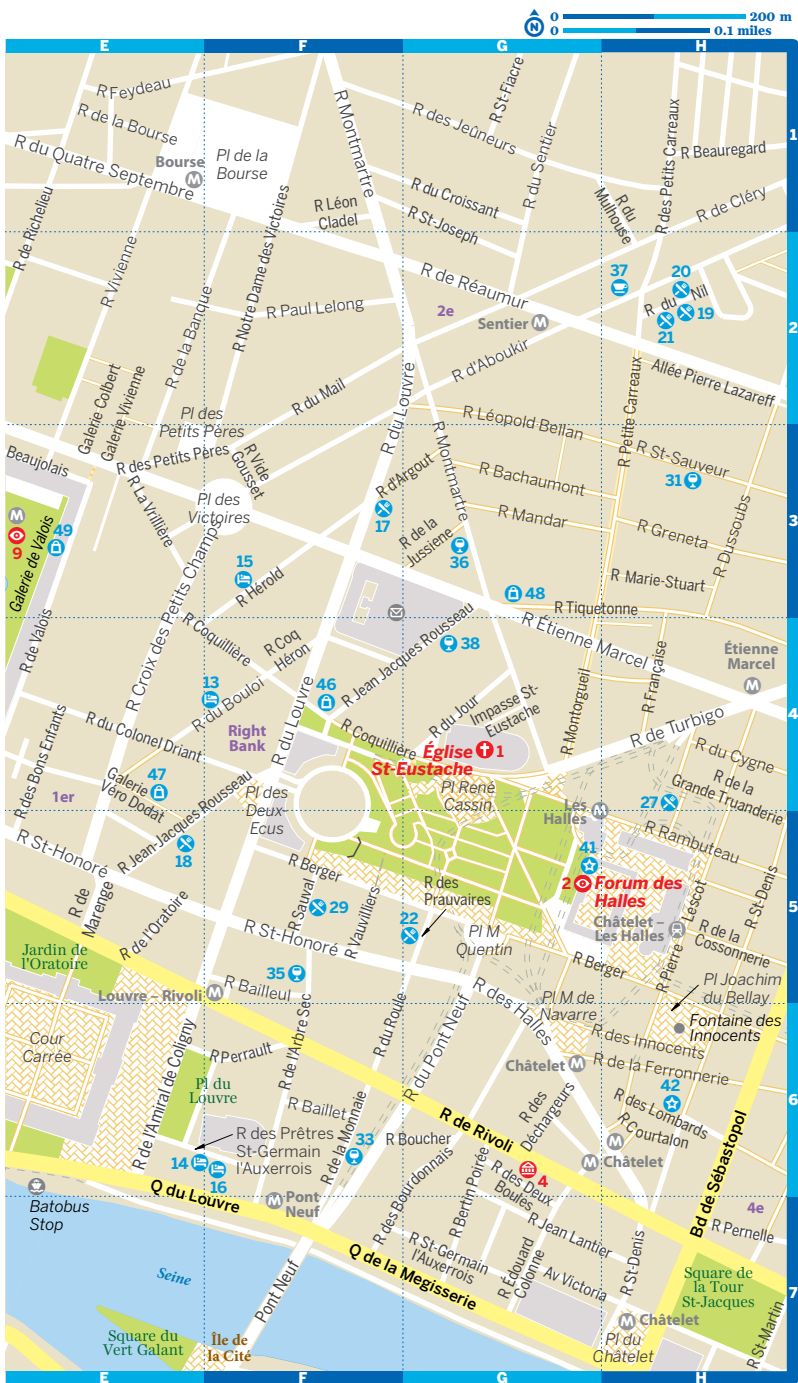 0 200 m
N
0 0.1 miles
E F G H
R Feydeau
R de la Bourse
R du Quatre Septembre
Bourse
M
Pl de la
Bourse
R Montmartre
R St-Fiacre
R des Jeûneurs
R du Sentier
R des Petits Carreaux
R Beauregard
1
R de Richelieu
R Vivienne
R Notre Dame des Victoires
R Léon
Cladel
R du Croissant
R St-Joseph
R du
Mulhouse
R de Cléry
R de la Banque
R Paul Lelong
R de Réaumur
2e
Sentier M
37
20
R du Nil
19
21
2
Galerie Colbert
Galerie Vivienne
R du Mail
R du Louvre
R d'Aboukir
Allée Pierre Lazareff
Pl des
Petits Pères
R Léopold Bellan
R Petite Carreaux
Beaujolais
R des Petits Pères
R Vide
Gousset
R Montmartre
R St-Sauveur
R La Vrillière
Pl des
Victoires
R d'Argout
17
R Bachaumont
31
M
9
49
Galerie de Valois
R de la
Jussiene
36
R Mandar
R Greneta
R Dussoubs
3
15
R Hérold
48
R Marie-Stuart
R Tiquetonne
R de Valois
R Croix des Petits Champs
R Coquillière
R Coq
Héron
R Jean Jacques Rousseau
38
R Étienne Marcel
Étienne
Marcel
M
13
R du Bouloi
46
R du Louvre
R Coquillière
R du Jour
Impasse St-
Eustache
R Montorgueil
R Française
R de Turbigo
4
R des Bons Enfants
R du Colonel Driant
Right
Bank
Église
St-Eustache
1
R du Cygne
R de la
Grande Truanderie
47
Galerie
Véro Dodat
1er
R Jean-Jacques Rousseau
Pl des
Deux-
Ecus
Pl René
Cassin
Les
Halles
M
27
R Rambuteau
R St-Honoré
18
R Berger
41
2 Forum des
Halles
R de
Marenge
R de l'Oratoire
R Sauval
29
R Vauvilliers
R des
Prauvaires
22
Châtelet –
Les Halles
R Pierre Lescot
R St-Denis
R de la
Cossonnerie
5
Jardin de
l'Oratoire
R St-Honoré
Pl M
Quentin
R Berger
35
Louvre – Rivoli M
R Bailleul
R des Halles
Pl M de
Navarre
Pl Joachim
du Bellay
Fontaine des
Innocents
Cour
Carrée
R de l'Amiral de Coligny
R Perrault
R de l'Arbre Sec
R du Roule
R du Pont Neuf
R des Innocents
Châtelet M
R de la Ferronnerie
6
Pl du
Louvre
R Baillet
R de la Monnaie
R de Rivoli
R des
Déchargeurs
42
R des Lombards
R Courtalon
R des Prêtres
St-Germain
l'Auxerrois
33
R Boucher
M
M Châtelet
14
16
4
R des Deux
Boules
Bd de Sébastopol
Q du Louvre
M Pont
Neuf
R des Bourdonnais
R Bertin Poirée
R Jean Lantier
4e
R Pernelle
Batobus
Stop
Q de la Megisserie
R St-Germain
l'Auxerrois
R Édouard
Colonne
Av Victoria
R St-Denis
Seine
Pont Neuf
Square de
la Tour
St-Jacques
7
Square du
Vert Galant
Île de
la Cité
M Châtelet
Pl du
Châtelet
R St-Martin
E F G H